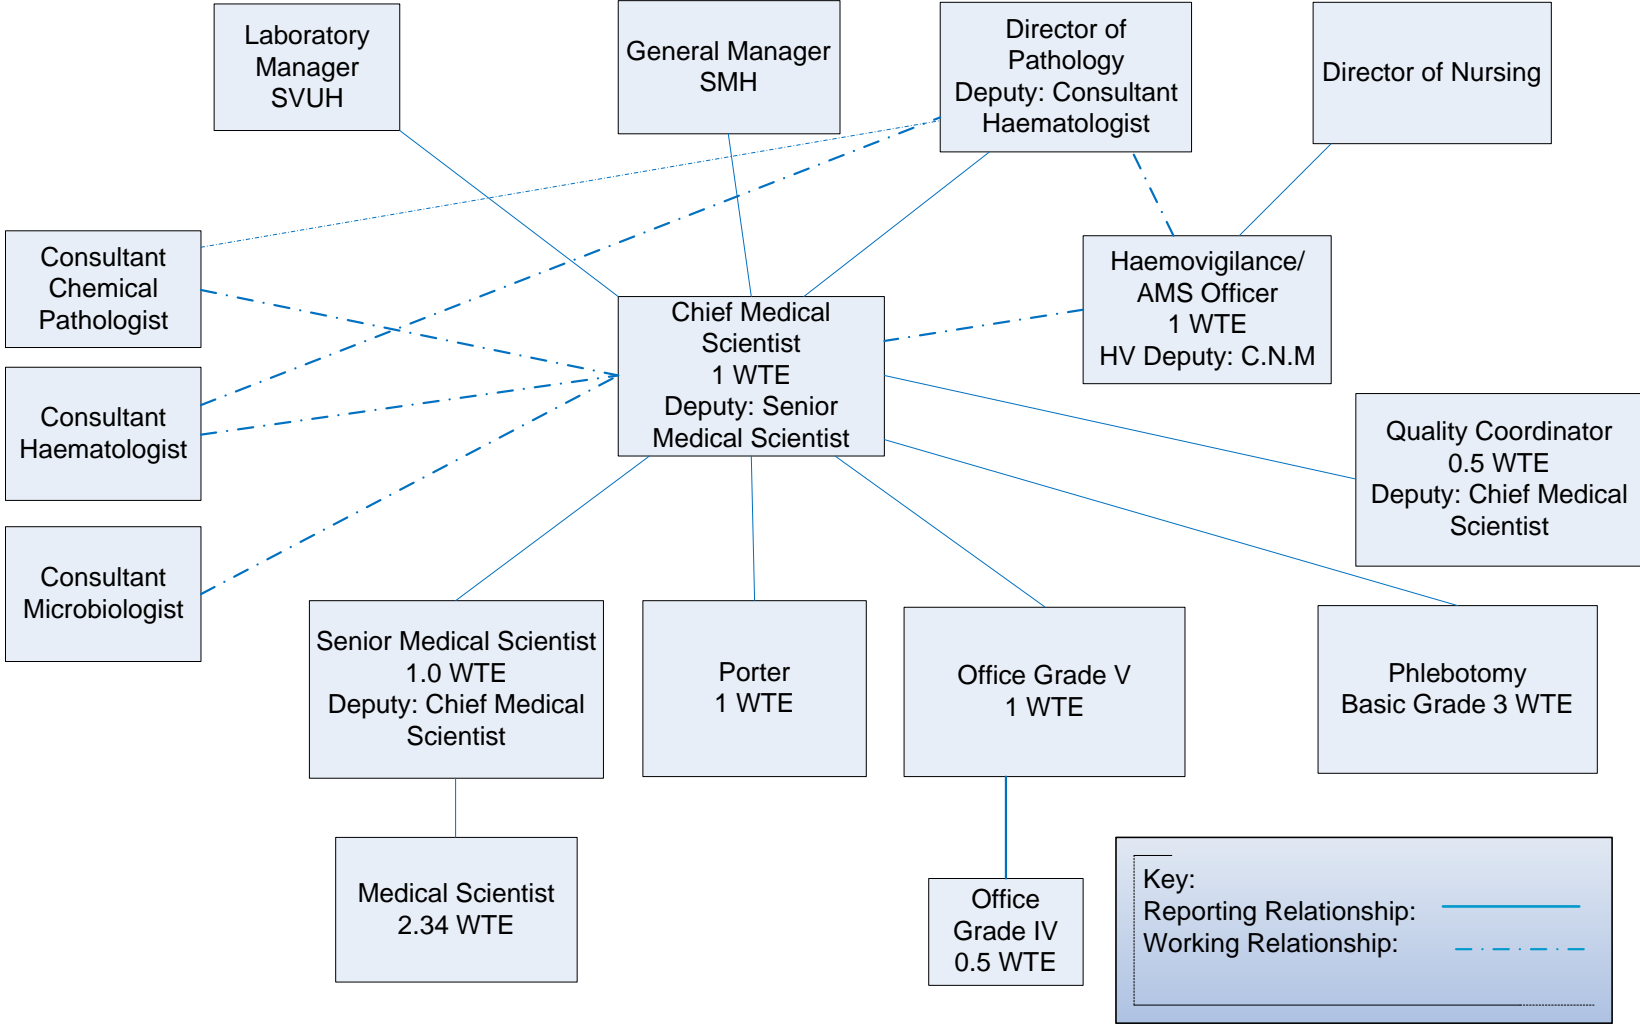 Laboratory
Manager
SVUH
General Manager
SMH
Director of
Pathology
Deputy: Consultant
Haematologist
Director of Nursing
Consultant
Chemical
Pathologist
Haemovigilance/
AMS Officer
1 WTE
HV Deputy: C.N.M
Chief Medical
Scientist
1 WTE
Deputy: Senior
Medical Scientist
Consultant
Haematologist
Quality Coordinator
0.5 WTE
Deputy: Chief Medical
Scientist
Consultant
Microbiologist
Senior Medical Scientist
1.0 WTE
Deputy: Chief Medical
Scientist
Porter
1 WTE
Office Grade V
1 WTE
Phlebotomy
Basic Grade 3 WTE
Medical Scientist
2.34 WTE
Office
Grade IV
0.5 WTE
Key:
Reporting Relationship:
Working Relationship: